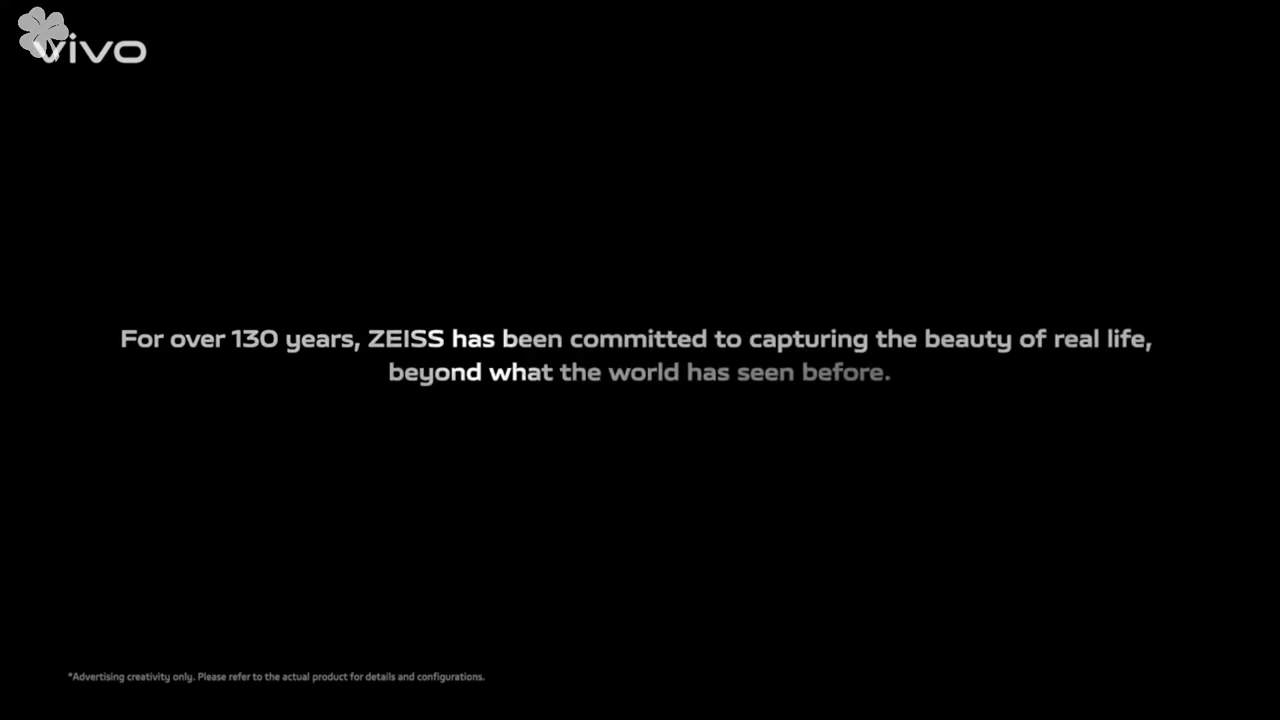 vivo
For over 130 years, ZEISS has been committed to capturing the beauty of real life,
beyond what the world has seen before.
*Advertising creativity only. Please refer to the actual product for details and configurations.